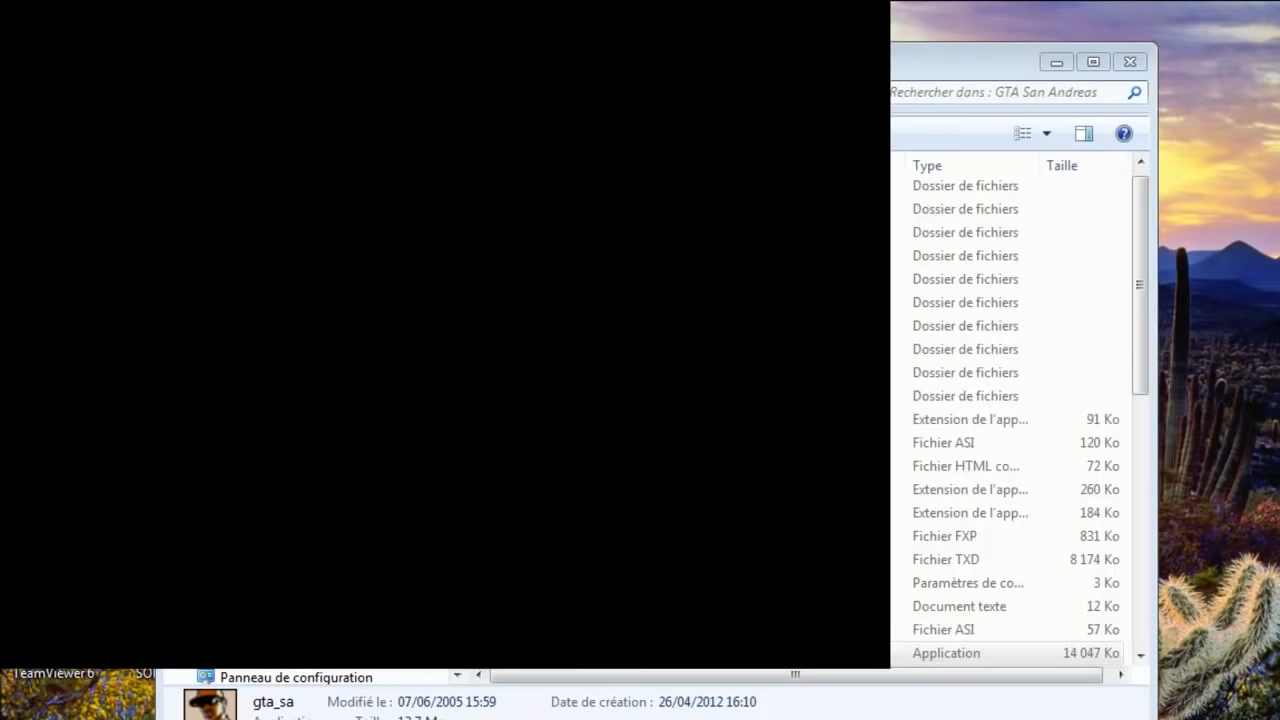 Rechercher dans : GTA San Andreas
Type Taille
Dossier de fichiers
Dossier de fichiers
Dossier de fichiers
Dossier de fichiers
Dossier de fichiers
Dossier de fichiers
Dossier de fichiers
Dossier de fichiers
Dossier de fichiers
Dossier de fichiers
Extension de l'app... 91 Ko
Fichier ASI 120 Ko
Fichier HTML co... 72 Ko
Extension de l'app... 260 Ko
Extension de l'app... 184 Ko
Fichier FXP 831 Ko
Fichier TXD 8 174 Ko
Paramètres de co... 3 Ko
Document texte 12 Ko
Fichier ASI 57 Ko
Application 14 047 Ko
TeamViewer 6 SOI
Panneau de configuration
gta_sa Modifié le : 07/06/2005 15:59 Date de création : 26/04/2012 16:10